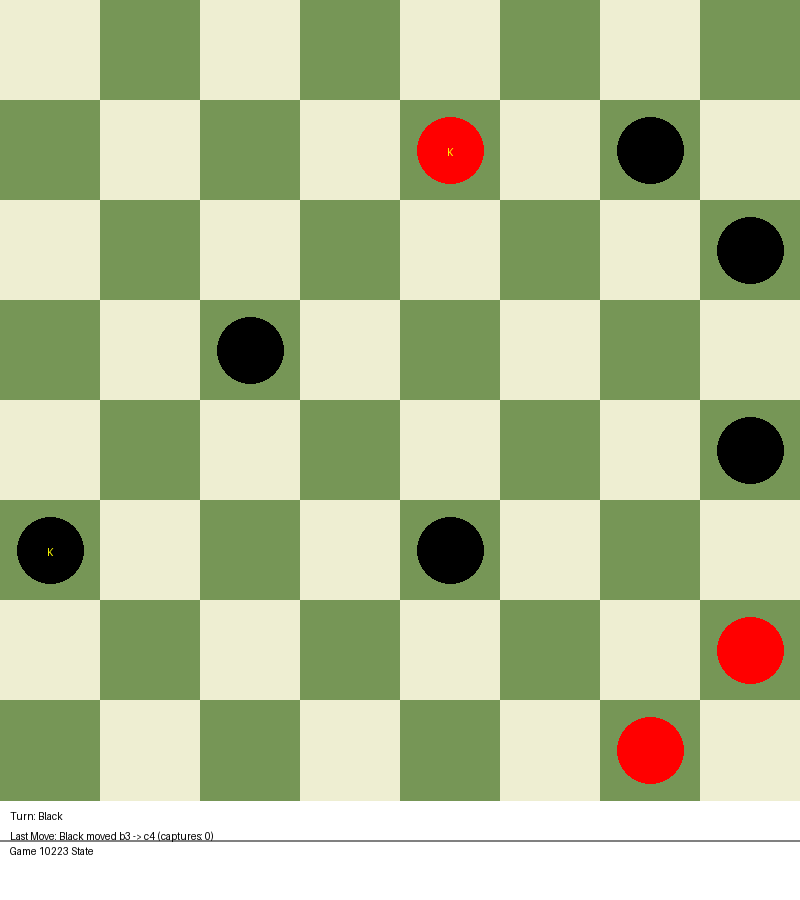 K
K
Turn: Black
Last Move: Black moved b3 -> c4 (captures: 0)
Game 10223 State